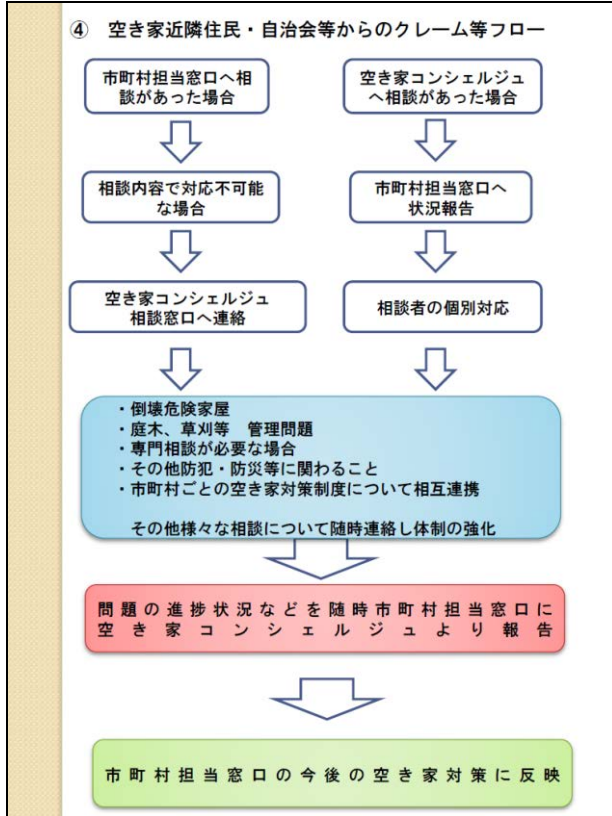 ④ 空き家近隣住民・自治会等からのクレーム等フロー
市町村担当窓口へ相
談があった場合
相談内容で対応不可能
な場合
空き家コンシェルジュ
相談窓口へ連絡
空き家コンシェルジュ
へ相談があった場合
市町村担当窓口へ
状況報告
相談者の個別対応
・倒壊危険家屋
・庭木、草刈等 管理問題
・専門相談が必要な場合
・その他防犯・防災等に関わること
・市町村ごとの空き家対策制度について相互連携
その他様々な相談について随時連絡し体制の強化
問題の進捗状況などを随時市町村担当窓口に
空き家コンシェルジュより報告
市町村担当窓口の今後の空き家対策に反映